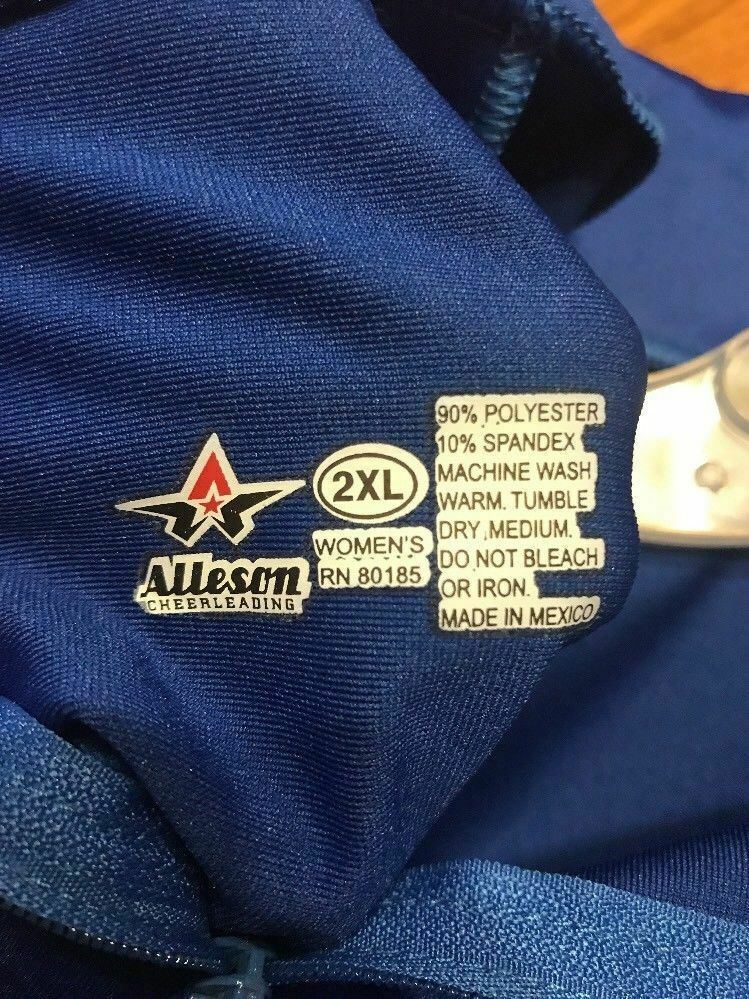 Alleson
CHEERLEADING
2XL
WOMEN'S
RN 80185
90% POLYESTER
10% SPANDEX
MACHINE WASH
WARM. TUMBLE
DRY MEDIUM.
DO NOT BLEACH
OR IRON.
MADE IN MEXICO